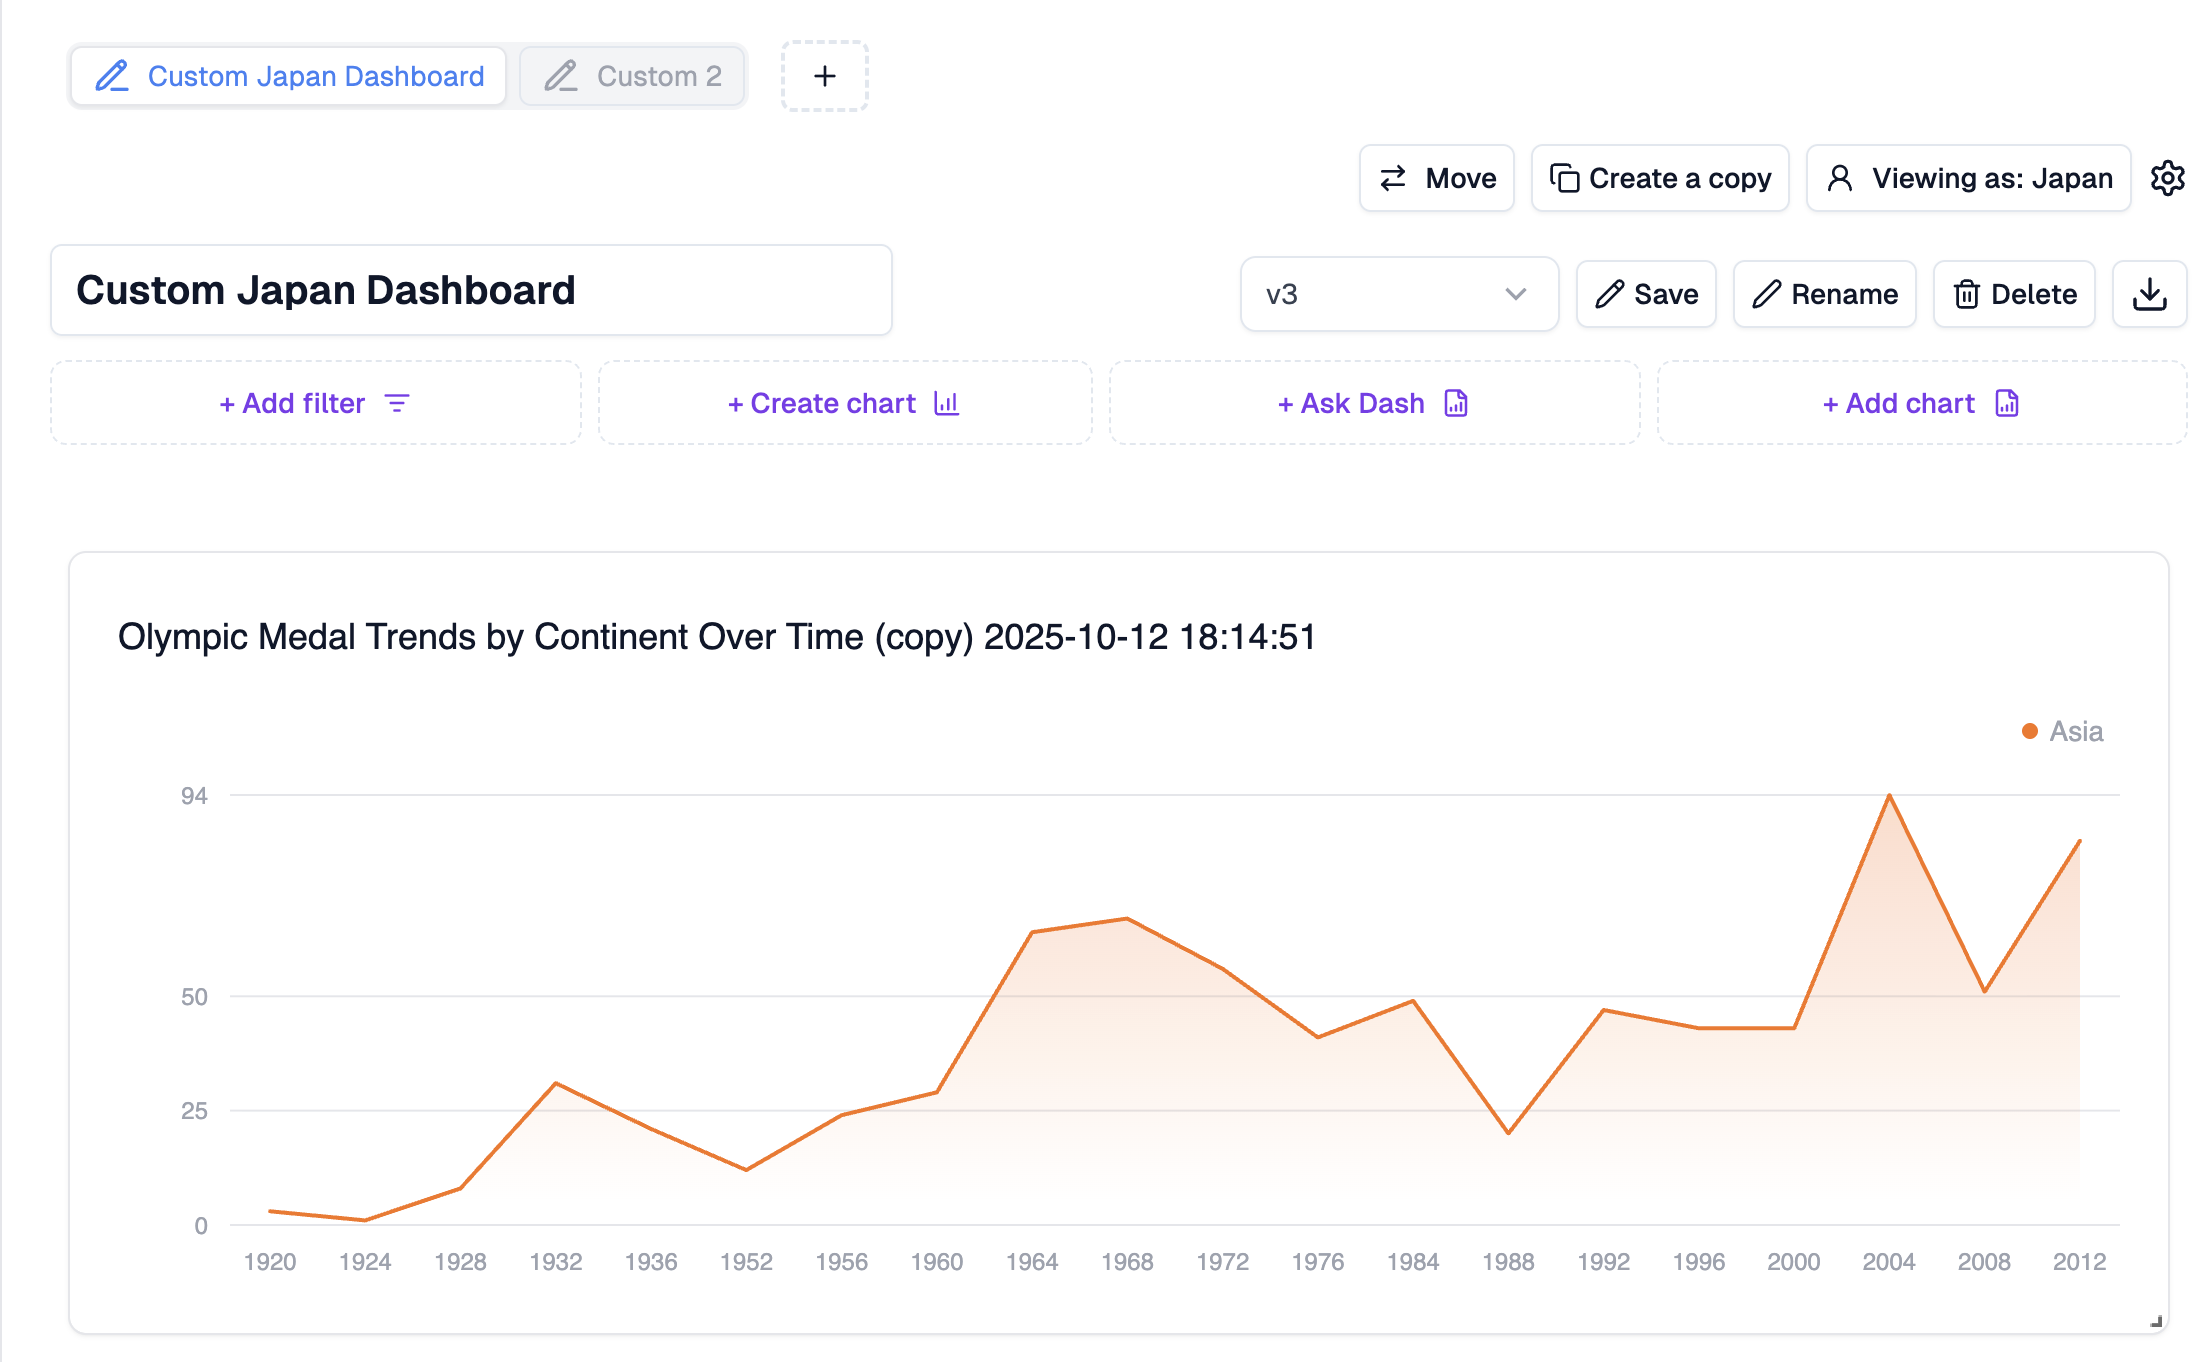 Custom Japan Dashboard
Custom 2
+
Move
Create a copy
Viewing as: Japan
Custom Japan Dashboard
v3
Save
Rename
Delete
+ Add filter
+ Create chart
+ Ask Dash
+ Add chart
Olympic Medal Trends by Continent Over Time (copy) 2025-10-12 18:14:51
Asia
94
50
25
0
1920 1924 1928 1932 1936 1952 1956 1960 1964 1968 1972 1976 1984 1988 1992 1996 2000 2004 2008 2012